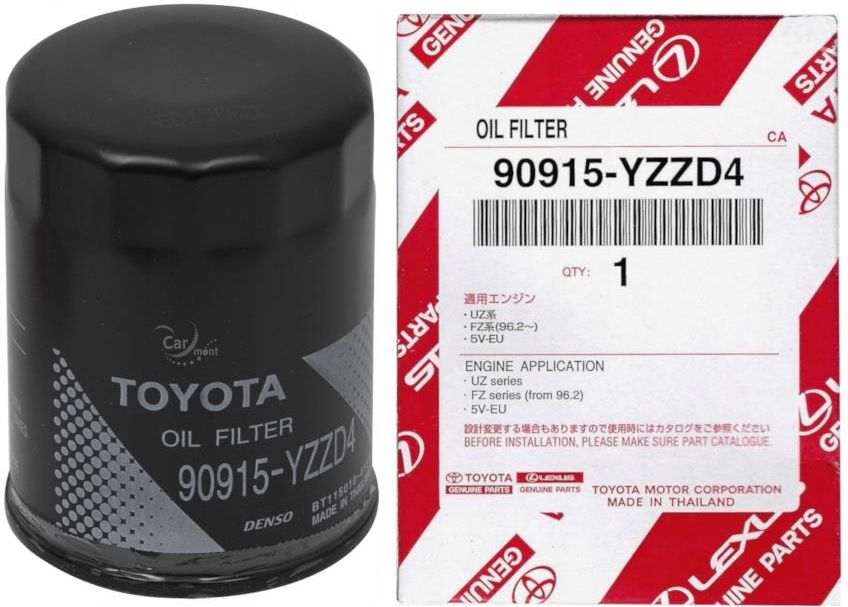 Car
mont
TOYOTA
OIL FILTER
90915-YZZD4
DENSO
MADE IN
GENUINE PARTS
LEXUS
PARTS
OIL FILTER
CA
90915-YZZD4
QTY: 1
適用エンジン
・UZ系
・FZ系(96.2〜)
・5V-EU
ENGINE APPLICATION
・UZ series
・FZ series (from 96.2)
・5V-EU
設計変更する場合もありますので使用時にはカタログをご参照ください
BEFORE INSTALLATION, PLEASE MAKE SURE PART CATALOGUE.
TOYOTA LEXUS
GENUINE PARTS GENUINE PARTS
TOYOTA MOTOR CORPORATION
MADE IN THAILAND
PARTS
LEXUS
GENUINE
INE PARTS